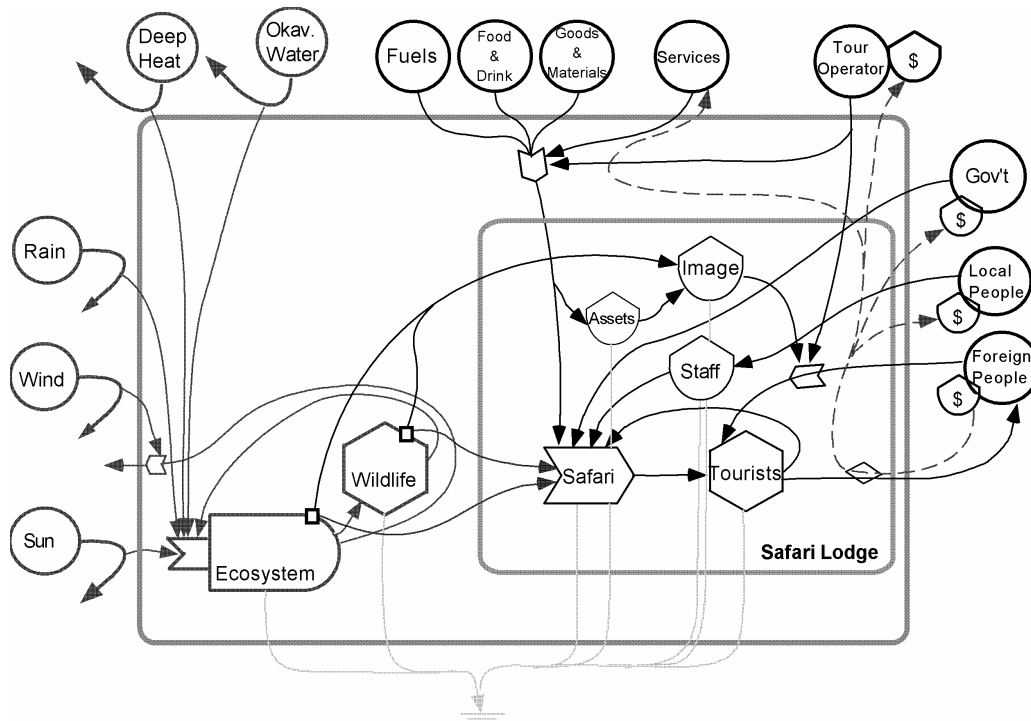 Deep
Heat
Okav.
Water
Fuels
Food
&
Drink
Goods
&
Materials
Services
Tour
Operator
$
Gov't
$
Rain
Local
People
$
Image
Assets
Foreign
People
$
Wind
Staff
Wildlife
Safari
Tourists
Sun
Safari Lodge
Ecosystem